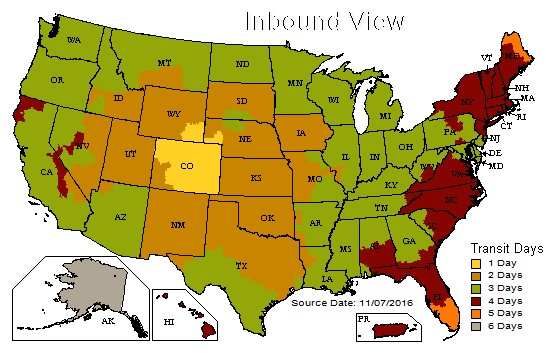 Inbound View
WA
OR
MT
ID
ND
MN
SD
WY
WI
MI
VT
ME
NH
MA
RI
CT
NY
NJ
PA
DE
MD
NV
UT
CO
NE
IA
IL
IN
OH
WV
VA
CA
KS
MO
KY
NC
TN
AZ
NM
OK
AR
MS
AL
GA
TX
LA
FL
AK
HI
PR
Source Date: 11/07/2016
Transit Days
1 Day
2 Days
3 Days
4 Days
5 Days
6 Days